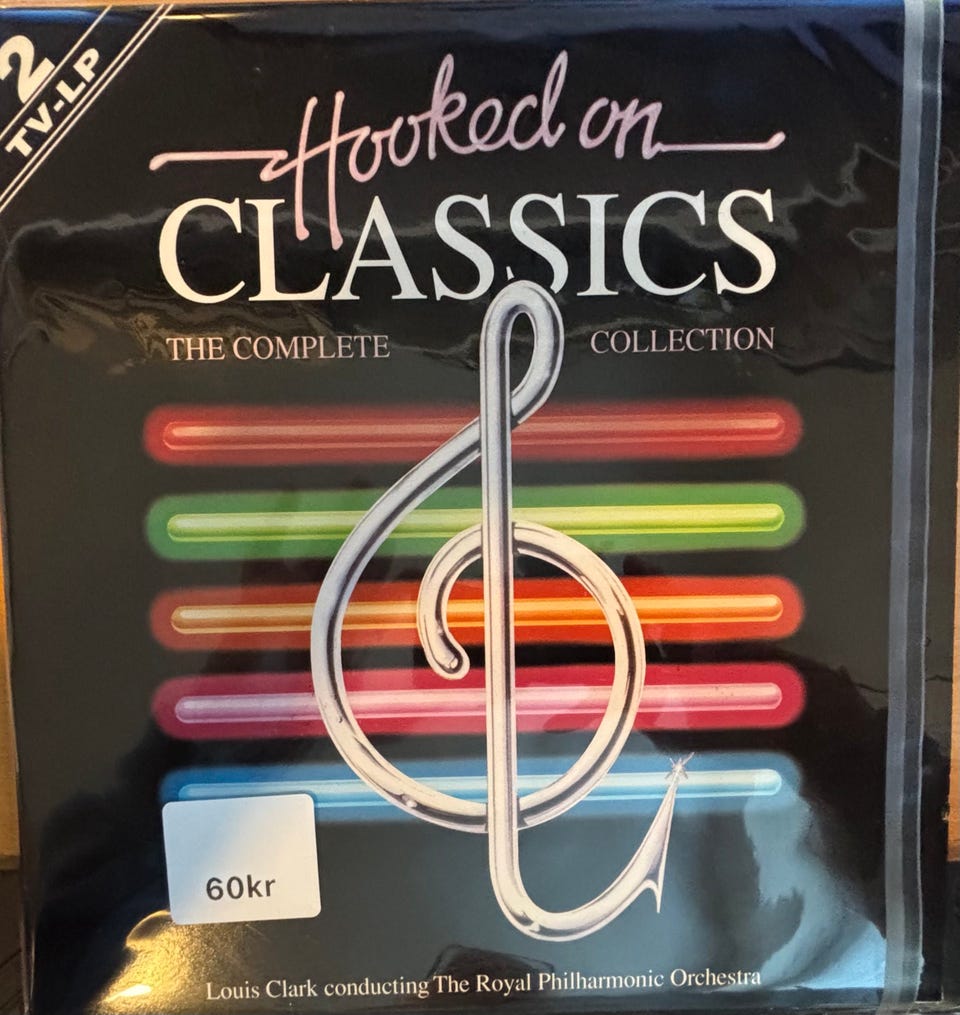 2
TV-LP
Hooked on
CLASSICS
THE COMPLETE COLLECTION
60kr
Louis Clark conducting The Royal Philharmonic Orchestra